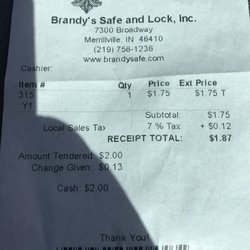 Brandy's Safe and Lock, Inc.
7300 Broadway
Merrillville, IN 46410
(219) 756-1236
www.brandysafe.com
Cashier:
Item # Qty Price Ext Price
315 1 $1.75 $1.75 T
Y1
Subtotal: $1.75
Local Sales Tax 7 % Tax + $0.12
RECEIPT TOTAL: $1.87
Amount Tendered: $2.00
Change Given: $0.13
Cash: $2.00
Thank You!